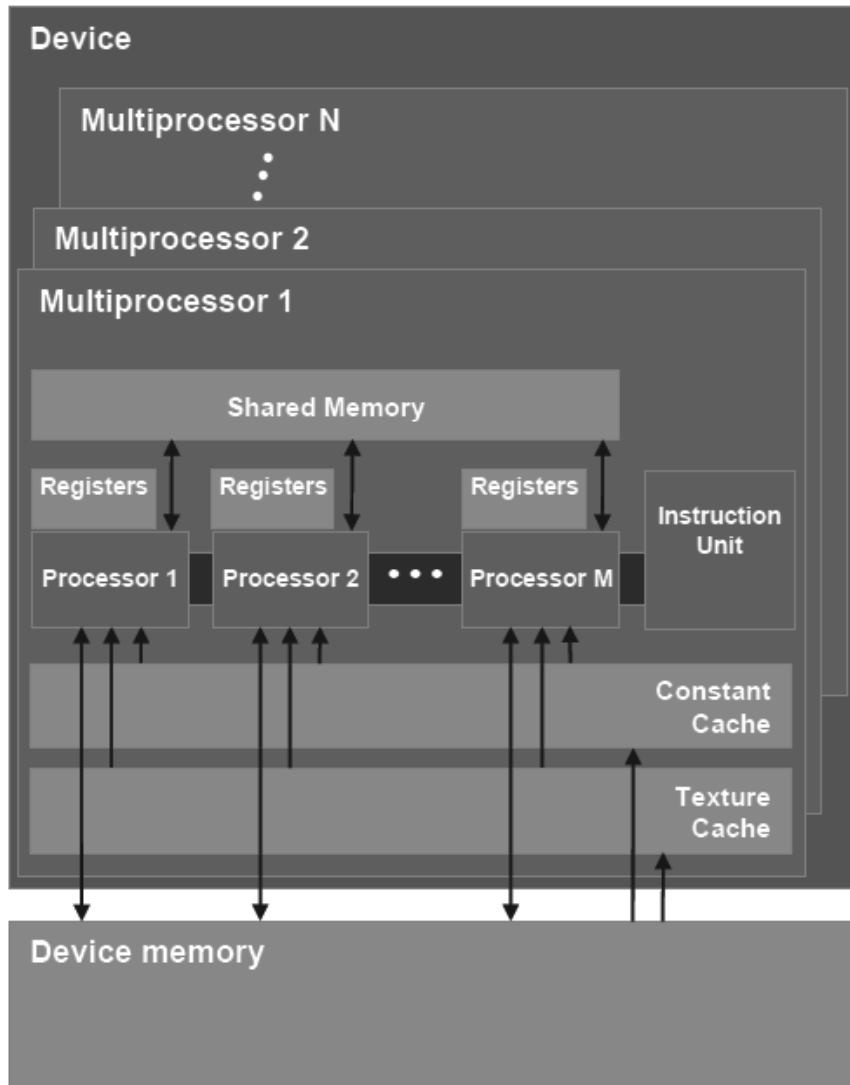 Device
Multiprocessor N
Multiprocessor 2
Multiprocessor 1
Shared Memory
Registers
Registers
Registers
Instruction
Unit
Processor 1
Processor 2
Processor M
Constant
Cache
Texture
Cache
Device memory